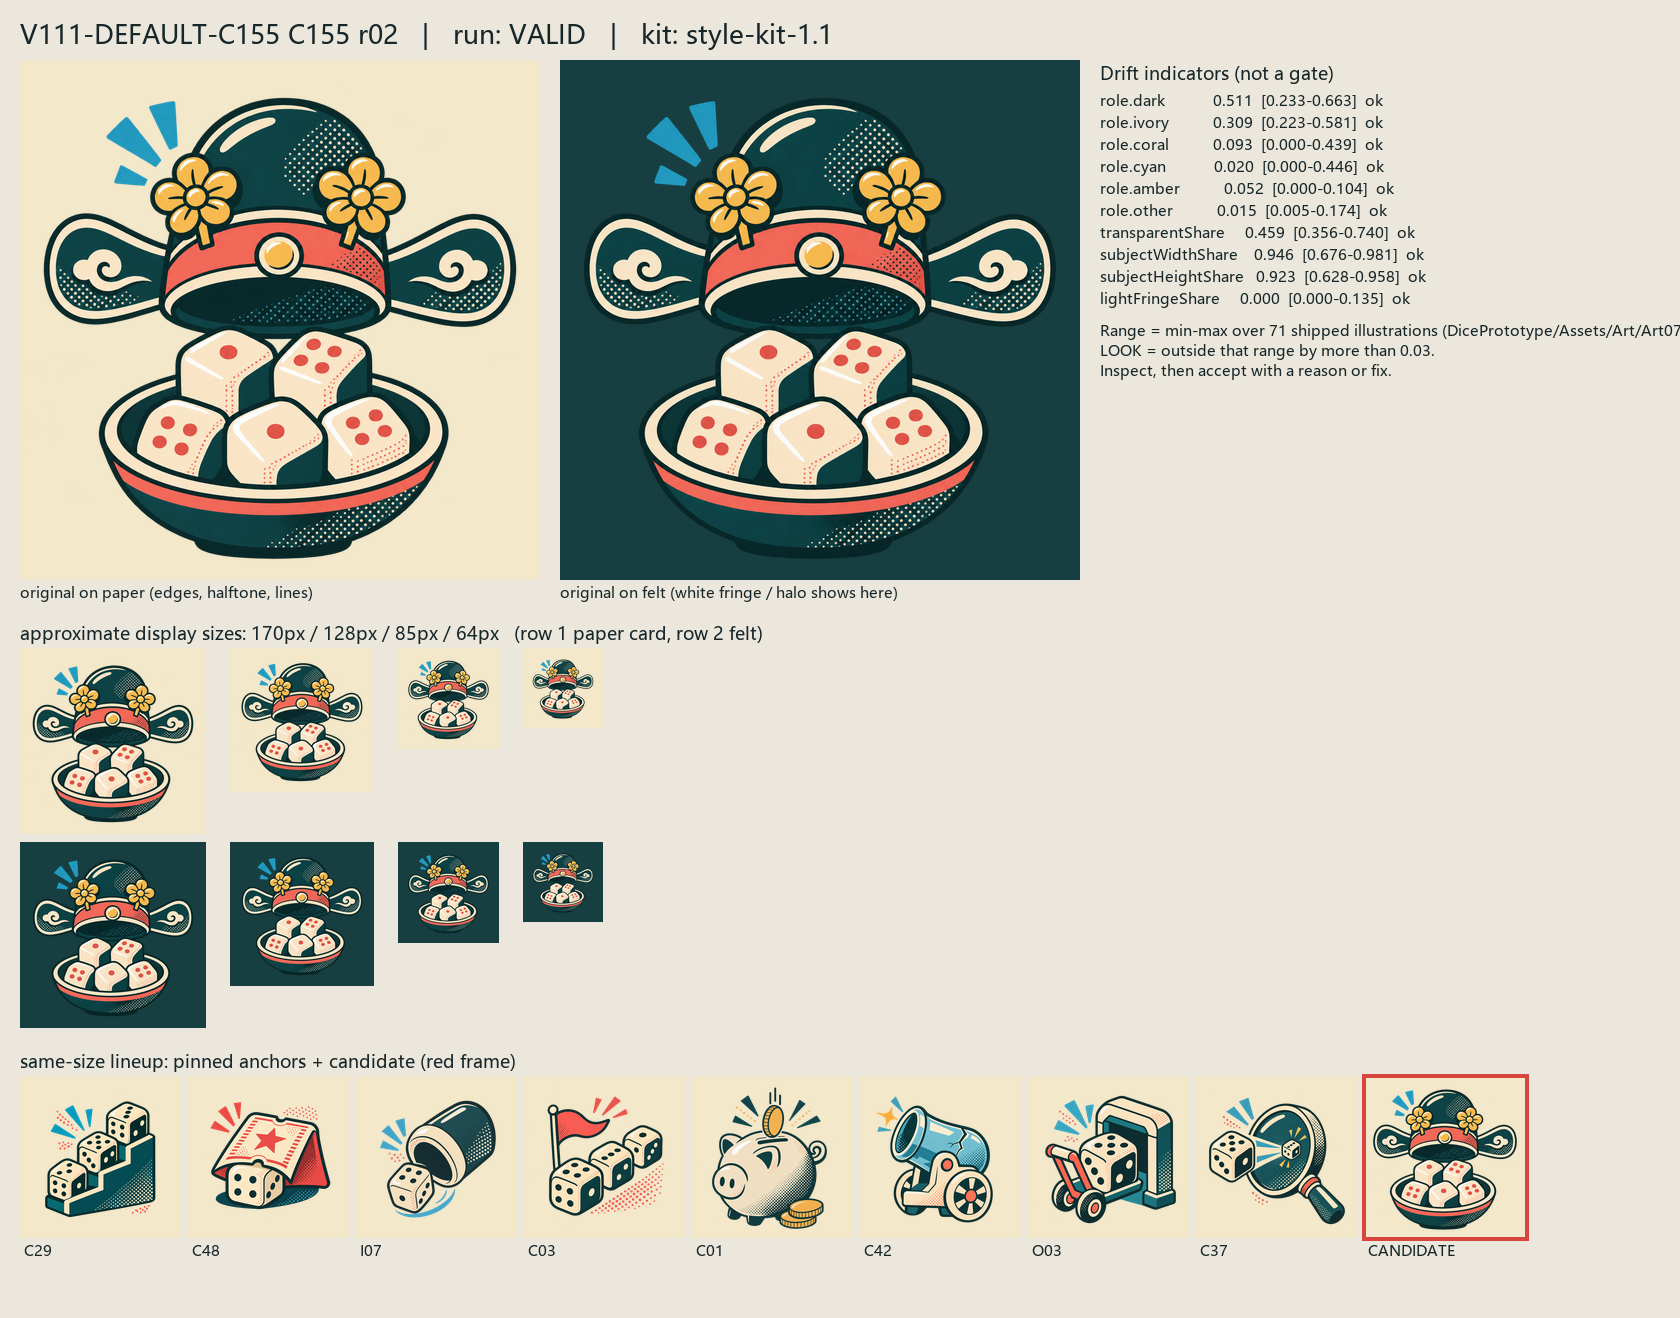 V111-DEFAULT-C155 C155 r02 | run: VALID | kit: style-kit-1.1
Drift indicators (not a gate)
role.dark 0.511 [0.233-0.663] ok
role.ivory 0.309 [0.223-0.581] ok
role.coral 0.093 [0.000-0.439] ok
role.cyan 0.020 [0.000-0.446] ok
role.amber 0.052 [0.000-0.104] ok
role.other 0.015 [0.005-0.174] ok
transparentShare 0.459 [0.356-0.740] ok
subjectWidthShare 0.946 [0.676-0.981] ok
subjectHeightShare 0.923 [0.628-0.958] ok
lightFringeShare 0.000 [0.000-0.135] ok
Range = min-max over 71 shipped illustrations (DicePrototype/Assets/Art/Art07
LOOK = outside that range by more than 0.03.
Inspect, then accept with a reason or fix.
original on paper (edges, halftone, lines)
original on felt (white fringe / halo shows here)
approximate display sizes: 170px / 128px / 85px / 64px (row 1 paper card, row 2 felt)
same-size lineup: pinned anchors + candidate (red frame)
C29
C48
I07
C03
C01
C42
O03
C37
CANDIDATE